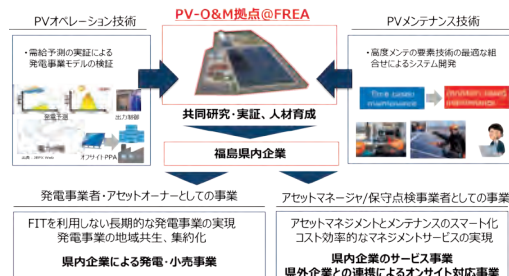 PV-O&M拠点@FREA
PVオペレーション技術
・需給予測の実証による
発電事業モデルの検証
発電予測
出力制御
電力市場
オフサイトPPA
PVメンテナンス技術
・高度メンテの要素技術の最適な組
合せによるシステム開発
Time based
maintenance
maintenance
共同研究・実証、人材育成
福島県内企業
発電事業者・アセットオーナーとしての事業
FITを利用しない長期的な発電事業の実現
発電事業の地域共生、集約化
県内企業による発電・小売事業
アセットマネージャ/保守点検事業者としての事業
アセットマネジメントとメンテナンスのスマート化
コスト効率的なマネジメントサービスの実現
県内企業のサービス事業
県外企業との連携によるオンサイト対応事業